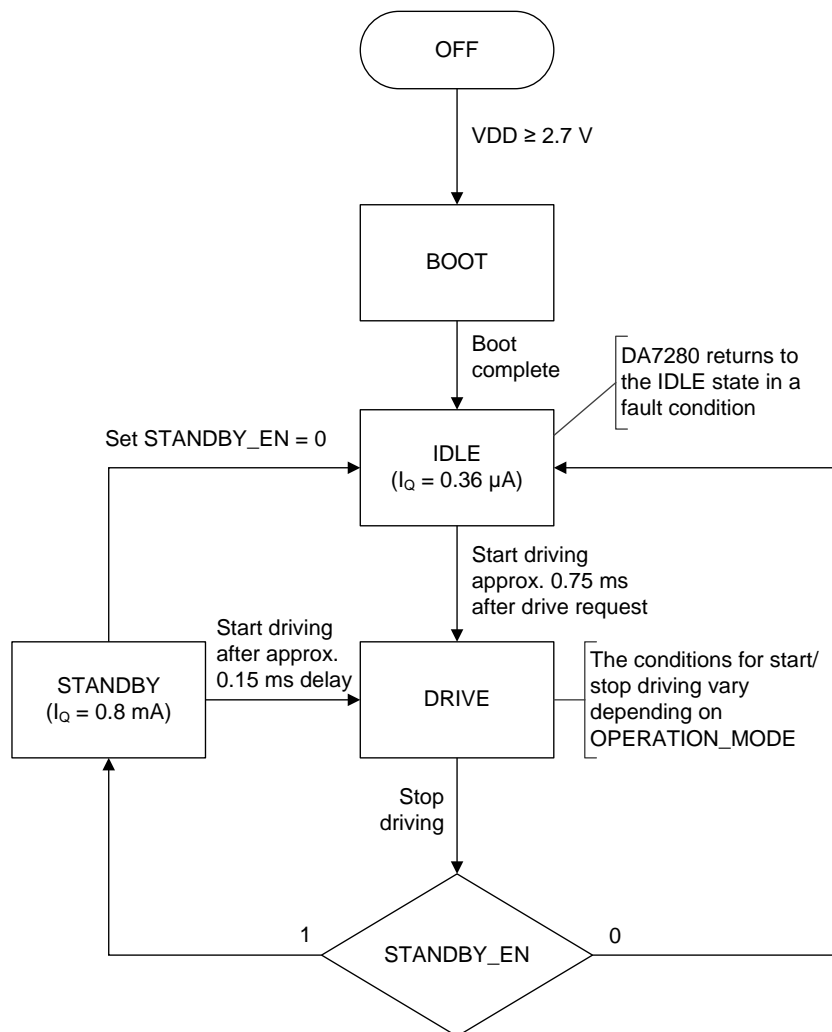 OFF
VDD ≥ 2.7 V
BOOT
Boot
complete
DA7280 returns to
the IDLE state in a
fault condition
Set STANDBY_EN = 0
IDLE
(IQ = 0.36 µA)
Start driving
approx. 0.75 ms
after drive request
Start driving
after approx.
0.15 ms delay
STANDBY
(IQ = 0.8 mA)
DRIVE
The conditions for start/
stop driving vary
depending on
OPERATION_MODE
Stop
driving
1
STANDBY_EN
0